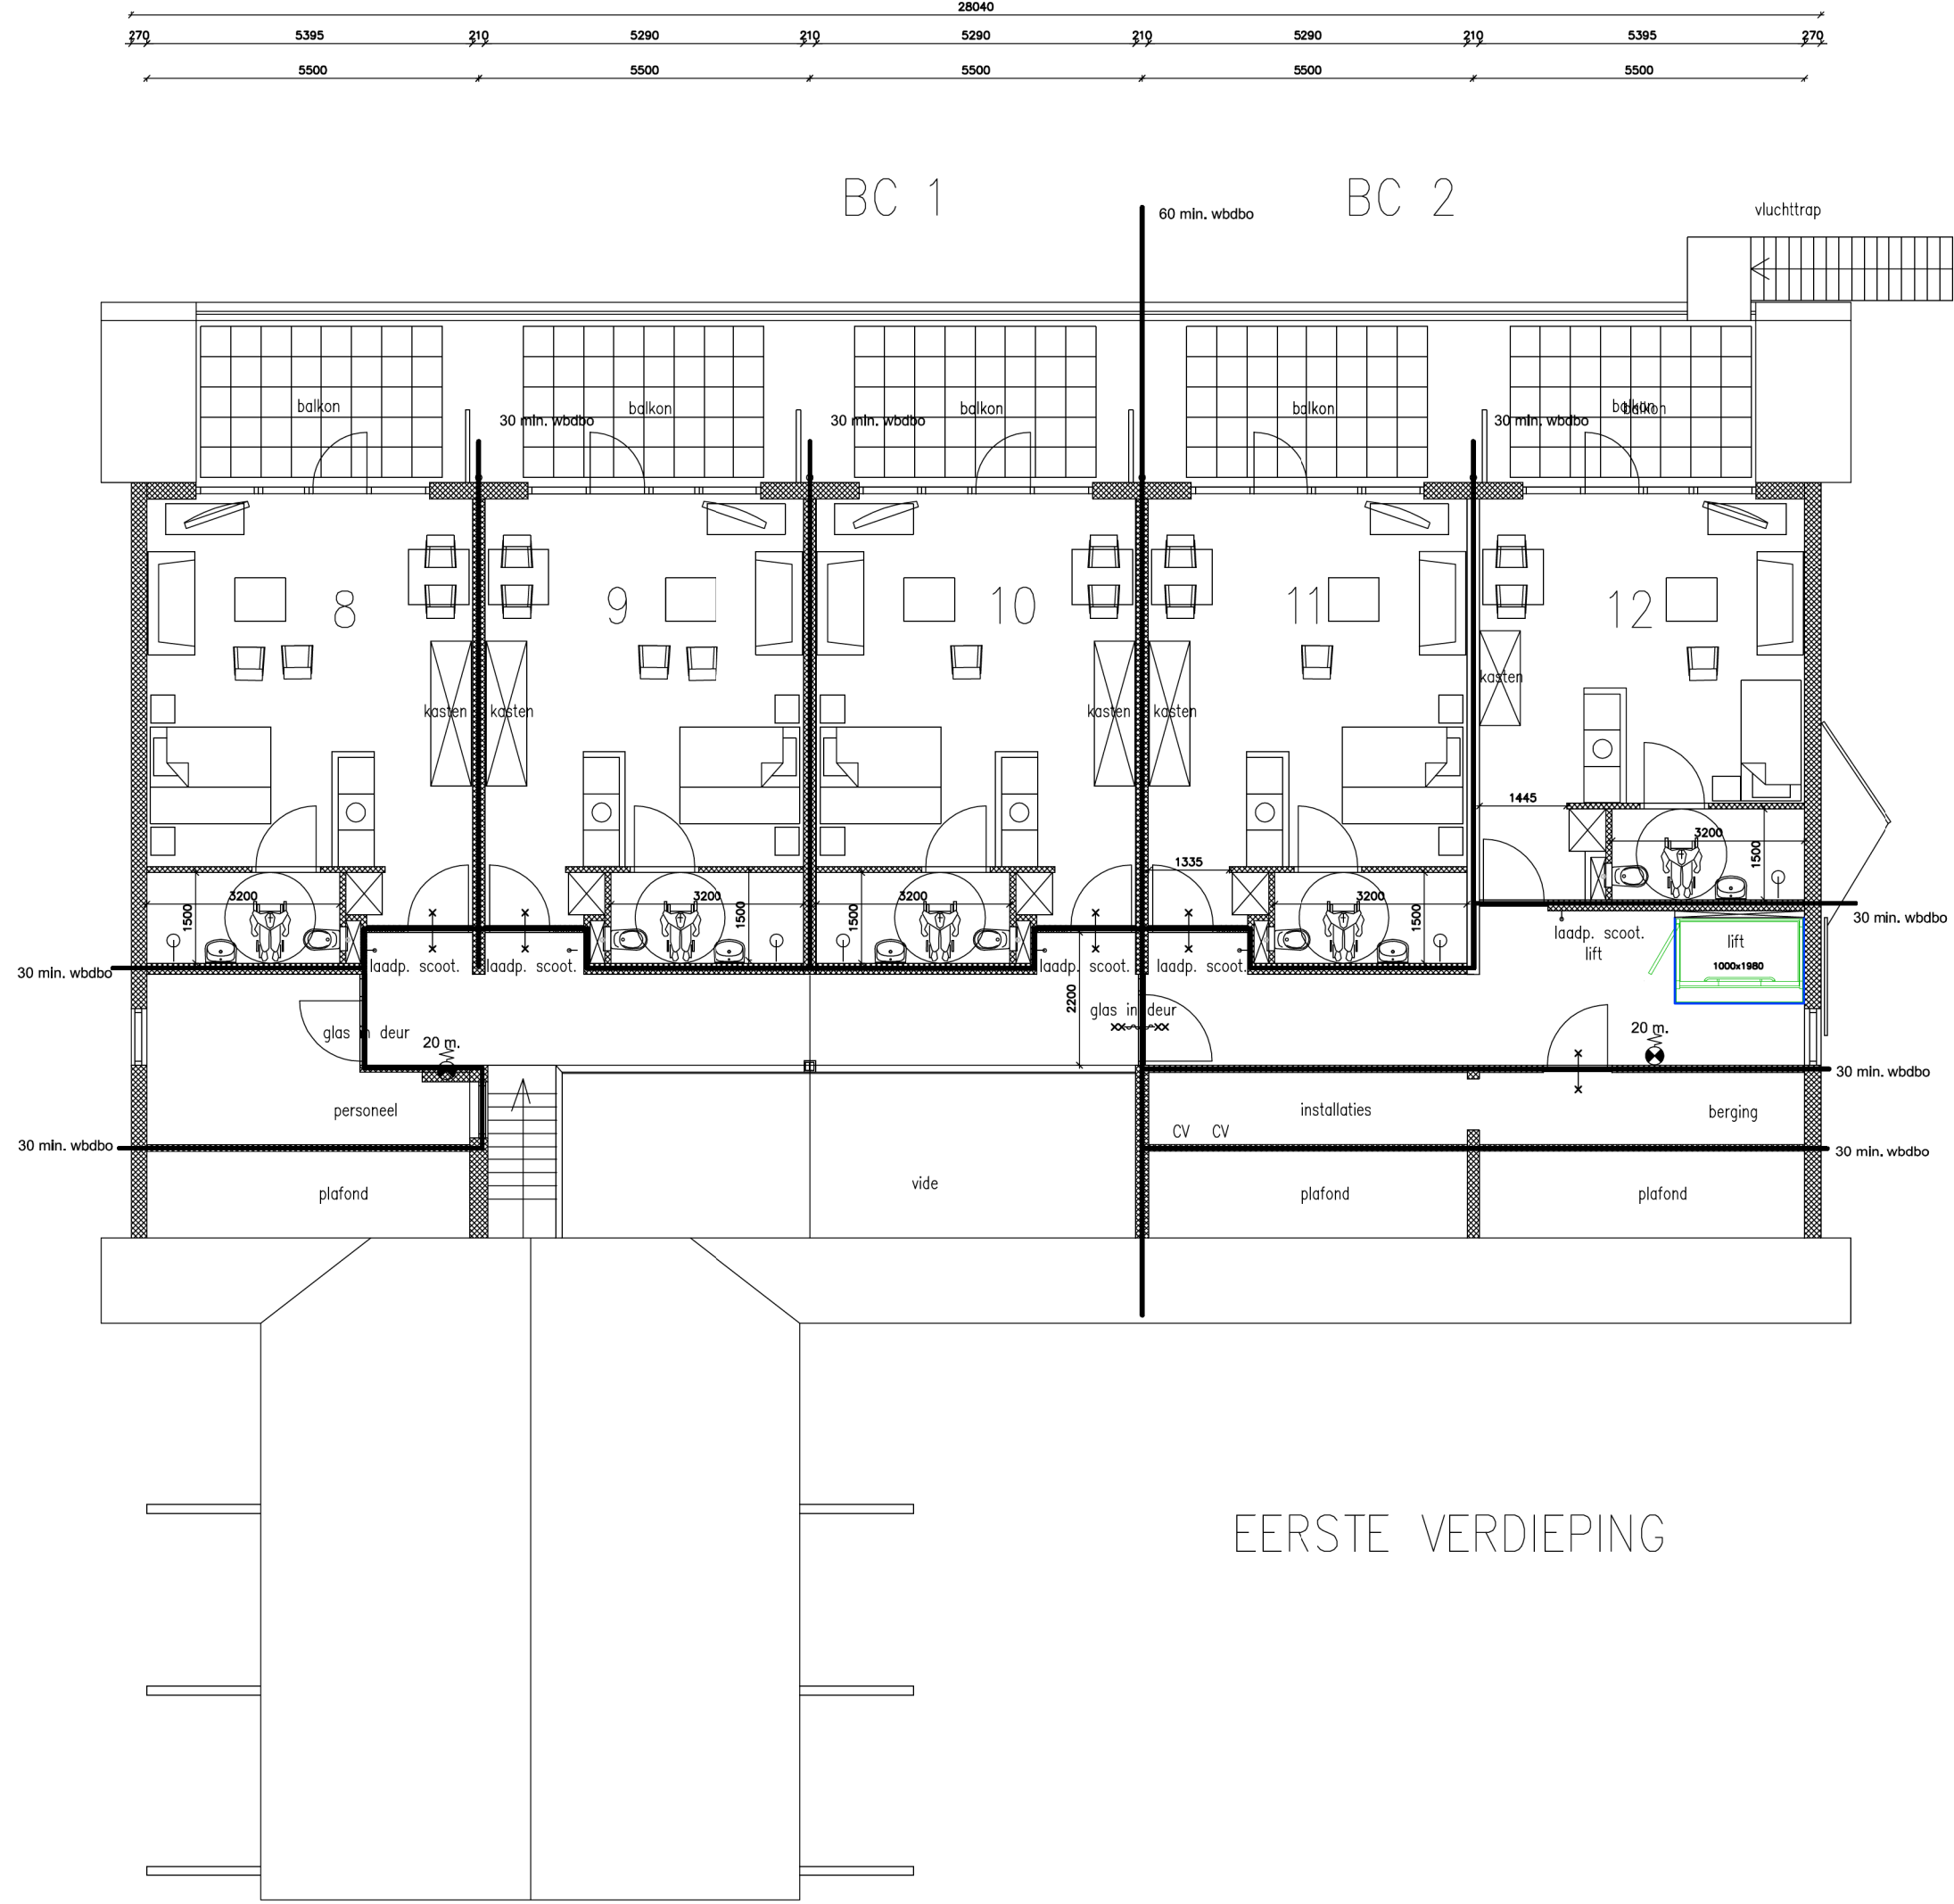 28040
270 5395 210 5290 210 5290 210 5290 210 5395 270
5500 5500 5500 5500 5500
BC 1 BC 2
60 min. wbdbo
vluchttrap
balkon balkon balkon balkon balkon
balkon
30 min. wbdbo 30 min. wbdbo 30 min. wbdbo
8 9 10 11 12
kasten kasten kasten kasten kasten
1445
3200
1500
1335
3200 3200 3200 3200
1500 1500 1500 1500
30 min. wbdbo
laadp. scoot.
lift
lift
1000x1980
laadp. scoot. laadp. scoot. laadp. scoot. laadp. scoot.
30 min. wbdbo
2200
glas in deur
glas in deur
20 m. 20 m.
30 min. wbdbo
personeel installaties berging
CV CV
30 min. wbdbo 30 min. wbdbo
vide
plafond plafond plafond
EERSTE VERDIEPING